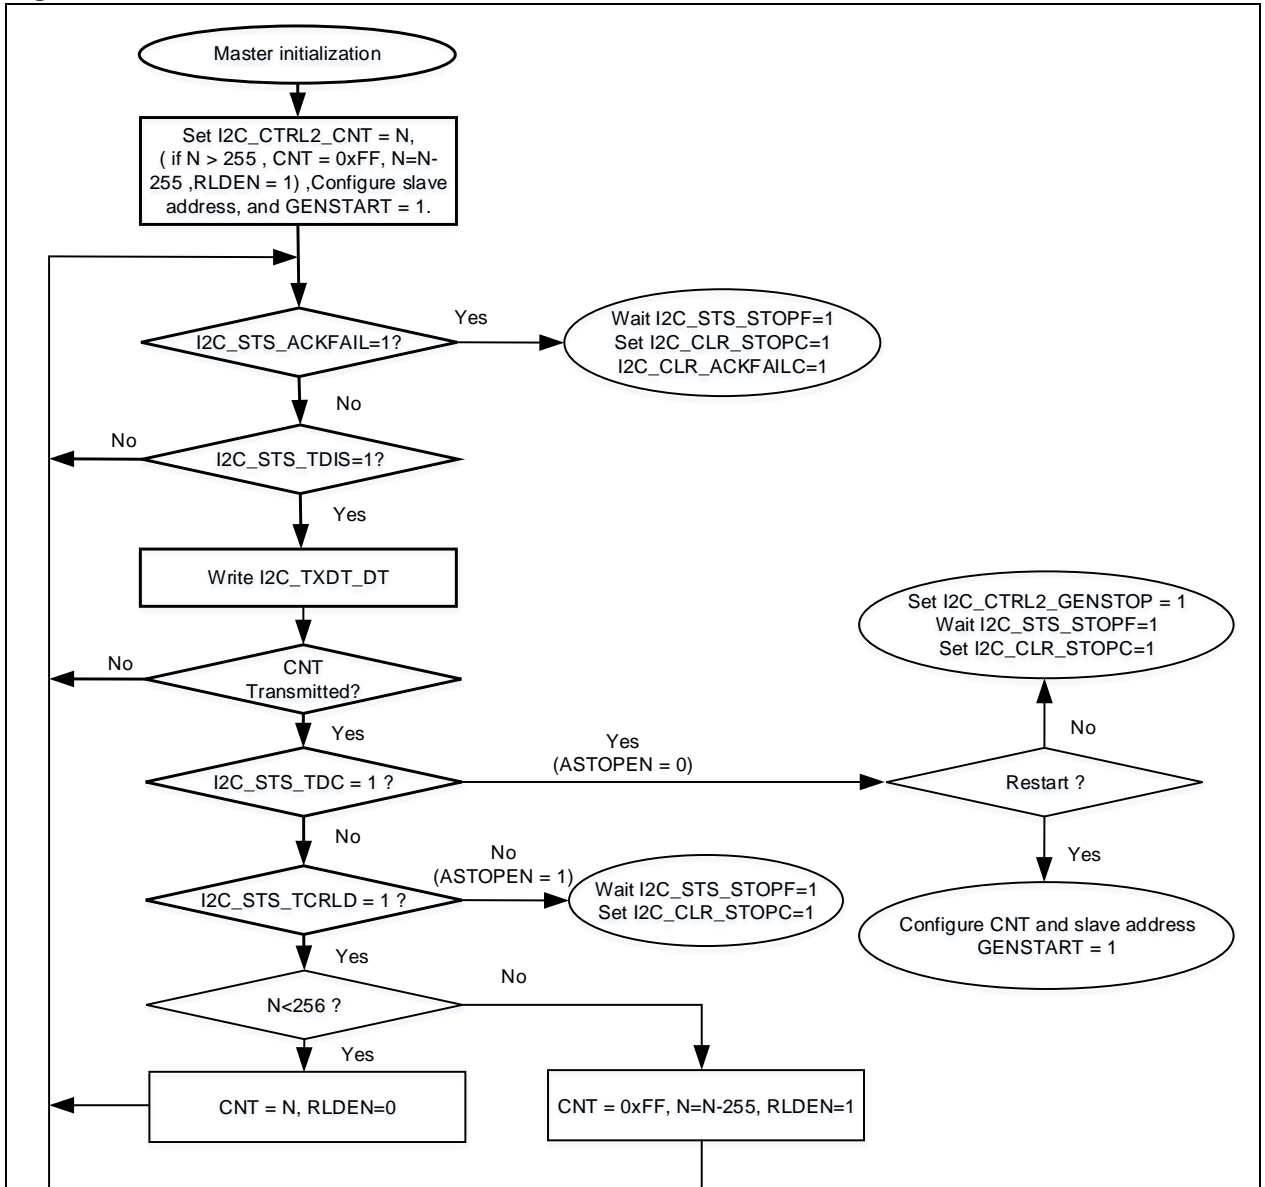 Master initialization
Set I2C_CTRL2_CNT = N,
( if N > 255 , CNT = 0xFF, N=N-
255 ,RLDEN = 1) ,Configure slave
address, and GENSTART = 1.
I2C_STS_ACKFAIL=1?
Yes
Wait I2C_STS_STOPF=1
Set I2C_CLR_STOPC=1
I2C_CLR_ACKFAILC=1
No
No
I2C_STS_TDIS=1?
Yes
Write I2C_TXDT_DT
Set I2C_CTRL2_GENSTOP = 1
Wait I2C_STS_STOPF=1
Set I2C_CLR_STOPC=1
No
CNT
Transmitted?
Yes
No
I2C_STS_TDC = 1 ?
Yes
(ASTOPEN = 0)
Restart ?
No
Yes
I2C_STS_TCRLD = 1 ?
No
(ASTOPEN = 1)
Wait I2C_STS_STOPF=1
Set I2C_CLR_STOPC=1
Configure CNT and slave address
GENSTART = 1
Yes
N<256 ?
No
Yes
CNT = N, RLDEN=0
CNT = 0xFF, N=N-255, RLDEN=1